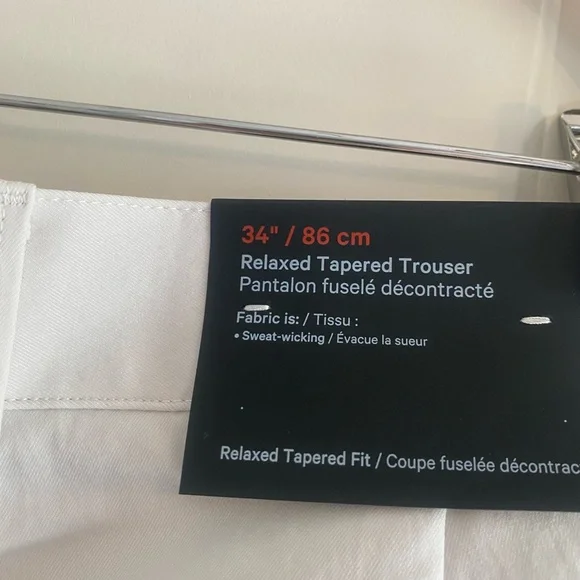 34" / 86 cm
Relaxed Tapered Trouser
Pantalon fuselé décontracté
Fabric is: / Tissu :
• Sweat-wicking / Évacue la sueur
Relaxed Tapered Fit / Coupe fuselée décontrac